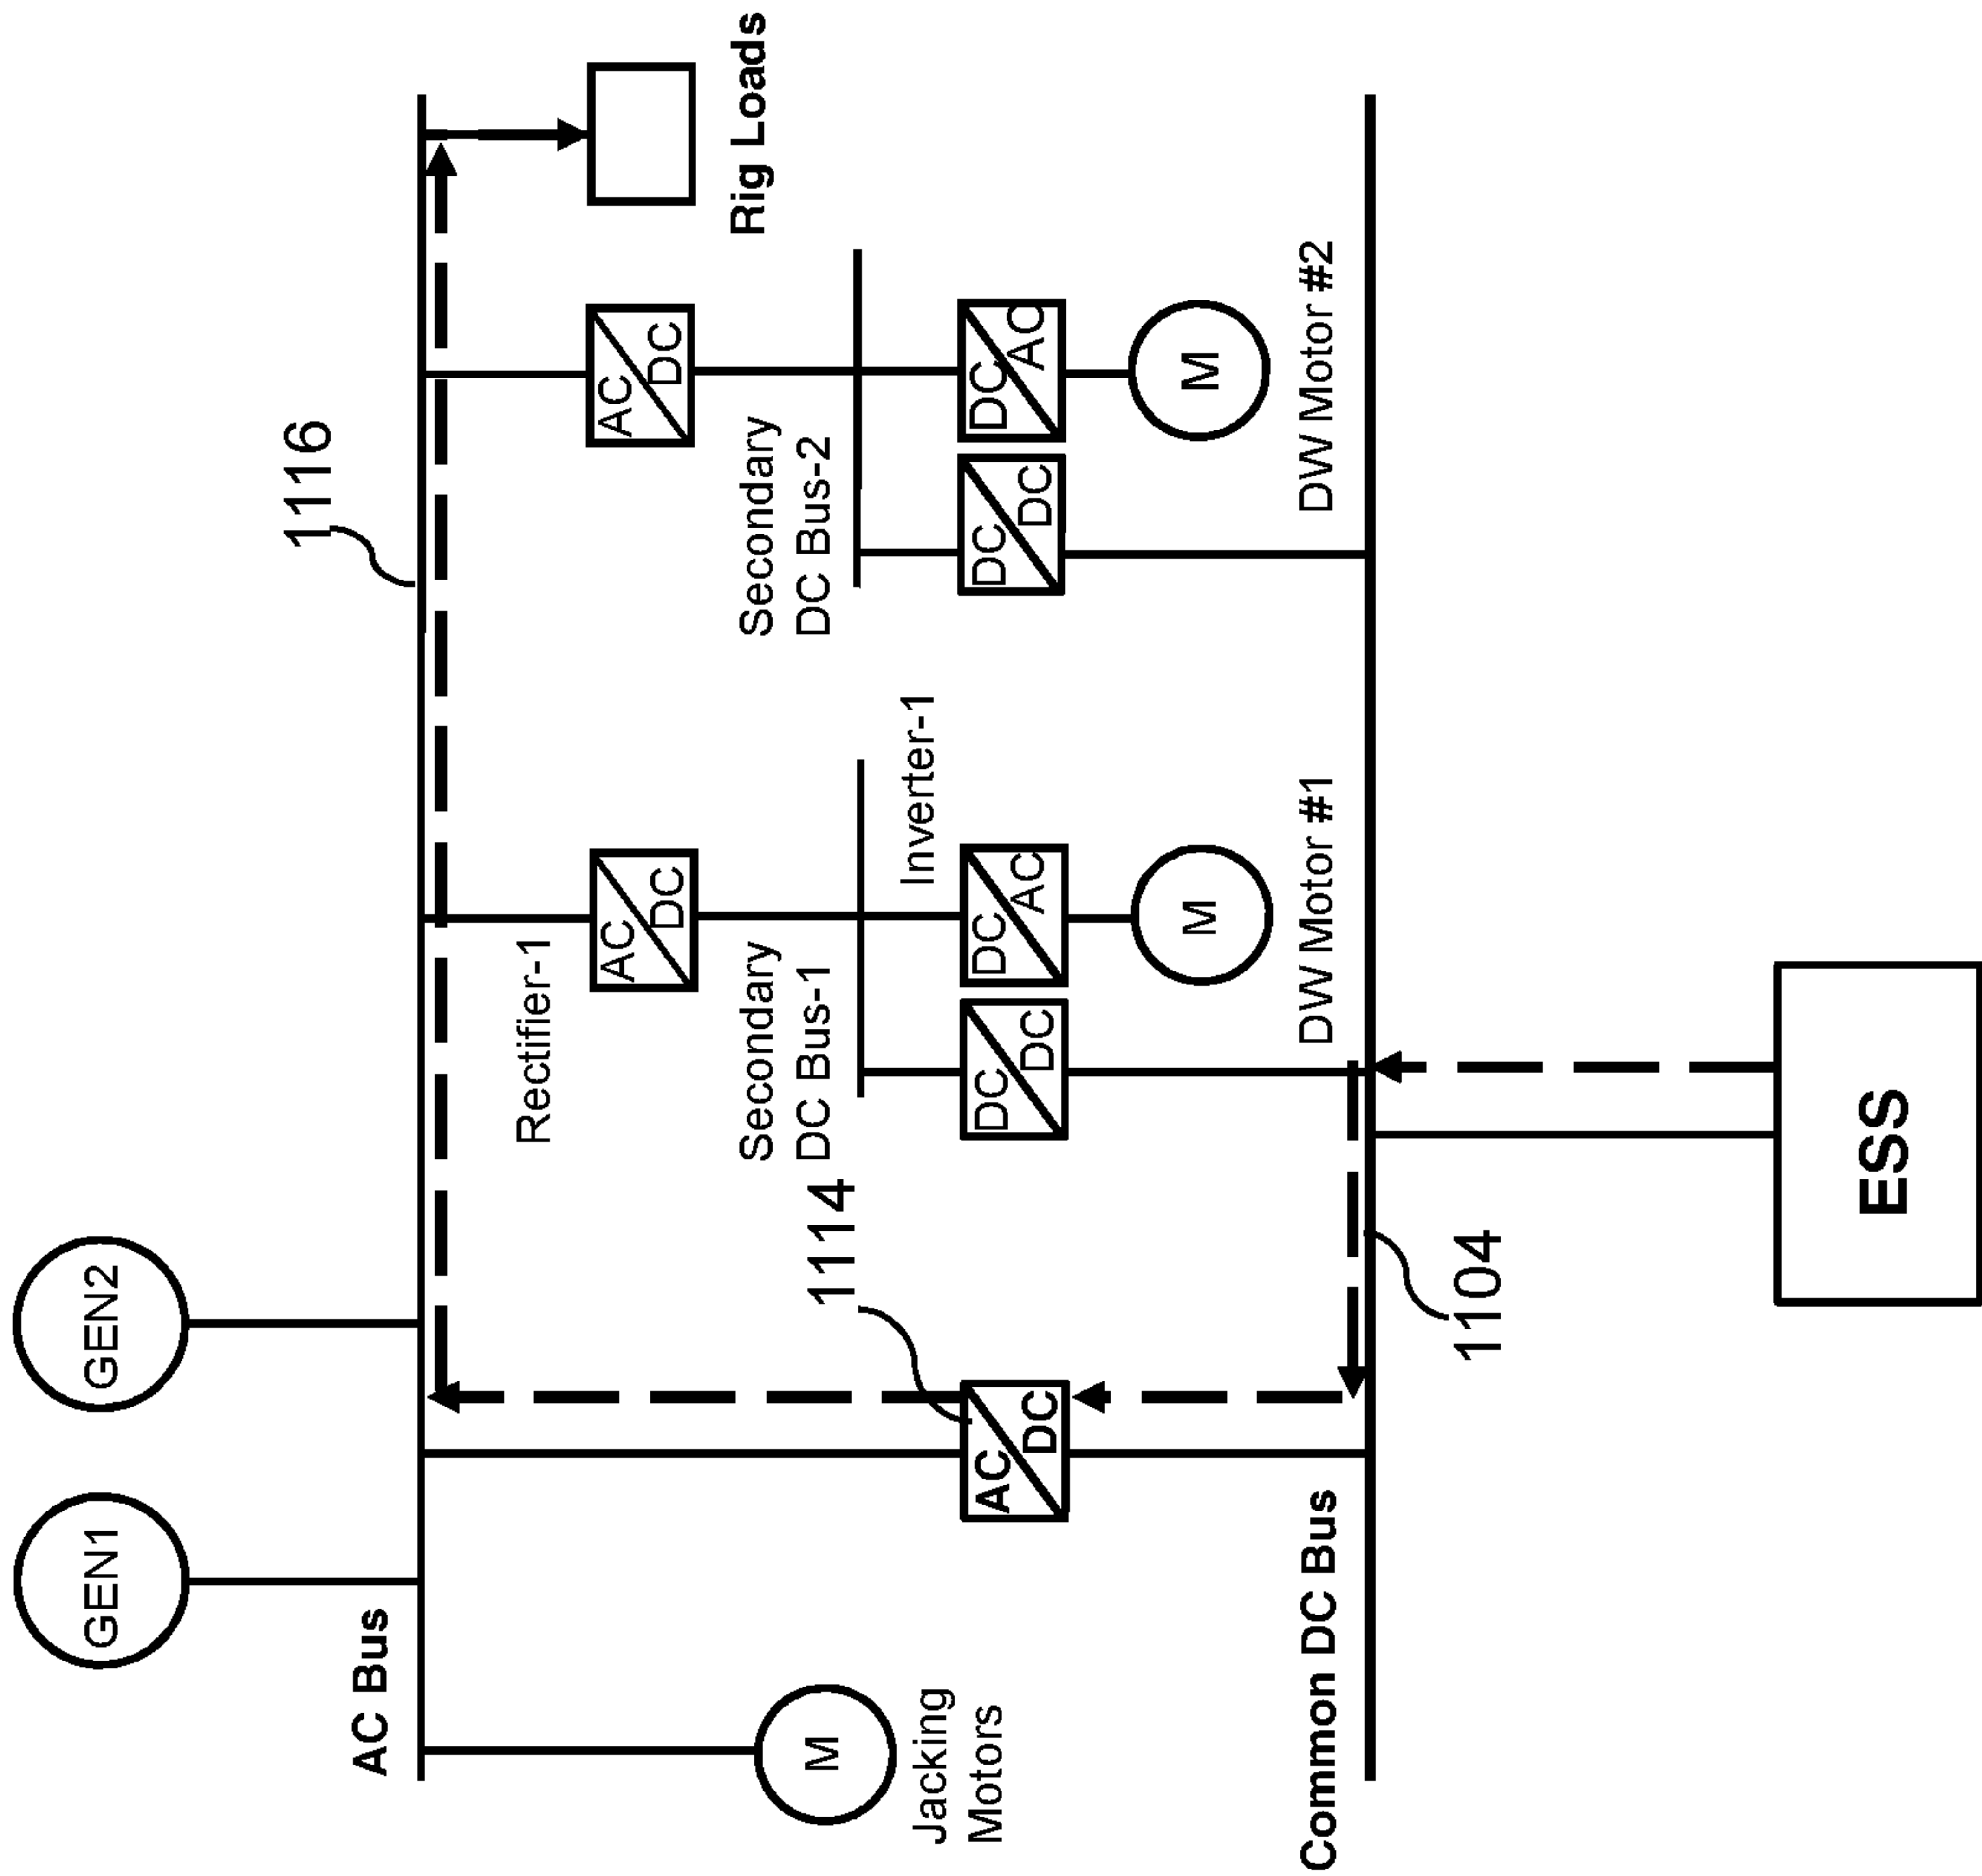 GEN1
GEN2
AC Bus
1116
Jacking
Motors
M
Rectifier-1
AC
DC
AC
DC
Rig Loads
Secondary
DC Bus-1
Secondary
DC Bus-2
1114
Inverter-1
AC
DC
DC
DC
DC
AC
DC
DC
DC
AC
M
M
DW Motor #1
DW Motor #2
Common DC Bus
1104
ESS